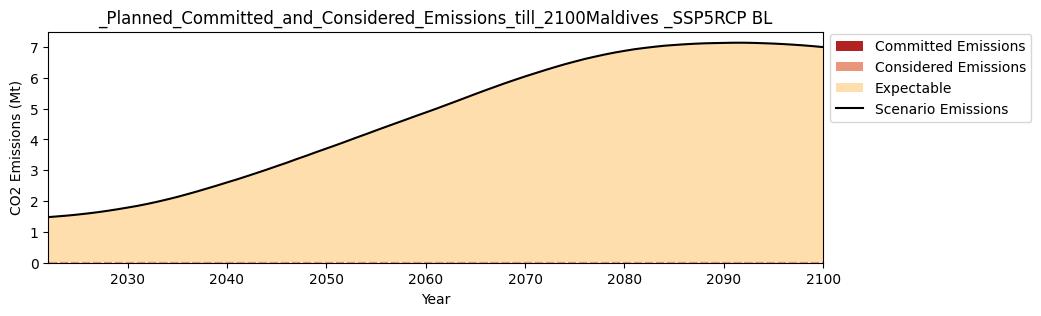 _Planned_Committed_and_Considered_Emissions_till_2100Maldives _SSP5RCP BL
7
6
5
4
3
2
1
0
CO2 Emissions (Mt)
2030
2040
2050
2060
2070
2080
2090
2100
Year
Committed Emissions
Considered Emissions
Expectable
Scenario Emissions